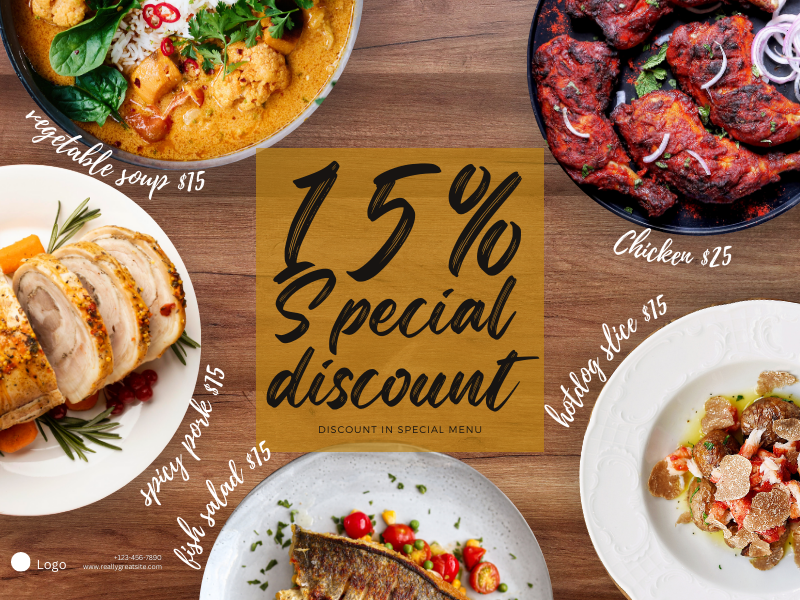 vegetable soup $15
Chicken $25
15%
Special
discount
DISCOUNT IN SPECIAL MENU
hotdog slice $15
spicy pork $15
fish salad $15
Logo
+123-456-7890
www.reallygreatsite.com